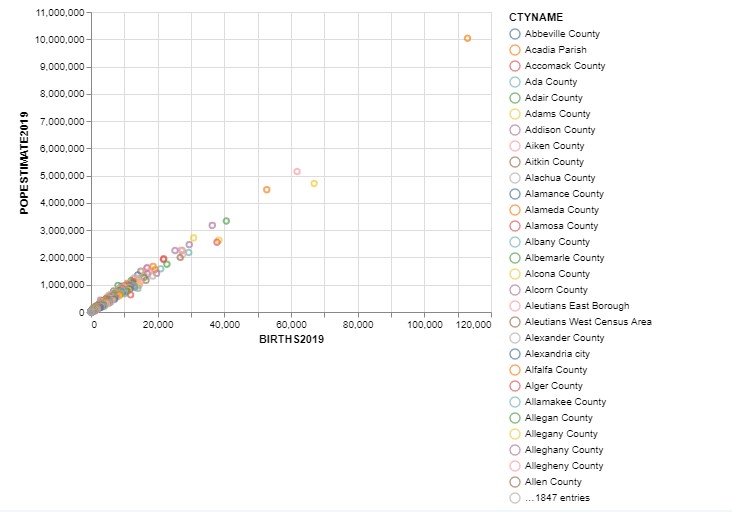 11,000,000
10,000,000
9,000,000
8,000,000
7,000,000
6,000,000
5,000,000
4,000,000
3,000,000
2,000,000
1,000,000
0
POPESTIMATE2019
0 20,000 40,000 60,000 80,000 100,000 120,000
BIRTHS2019
CTYNAME
Abbeville County
Acadia Parish
Accomack County
Ada County
Adair County
Adams County
Addison County
Aiken County
Aitkin County
Alachua County
Alamance County
Alameda County
Alamosa County
Albany County
Albemarle County
Alcona County
Alcorn County
Aleutians East Borough
Aleutians West Census Area
Alexander County
Alexandria city
Alfalfa County
Alger County
Allamakee County
Allegan County
Allegany County
Alleghany County
Allegheny County
Allen County
...1847 entries